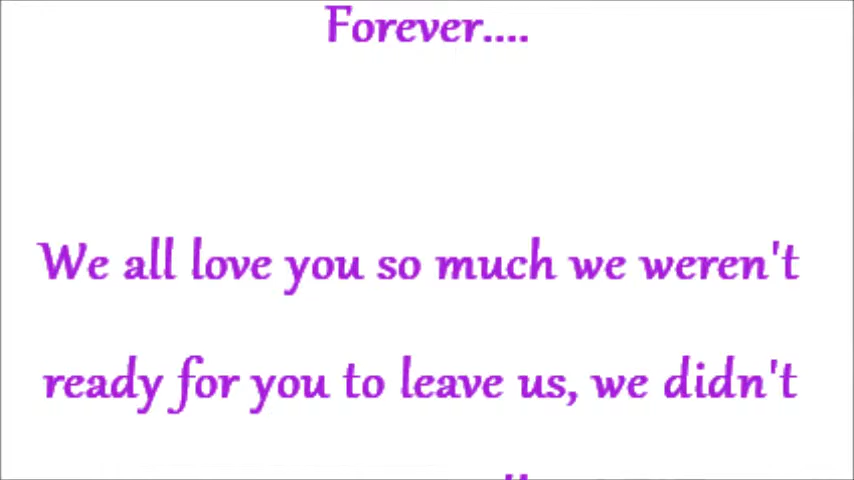 Forever....
We all love you so much we weren't
ready for you to leave us, we didn't